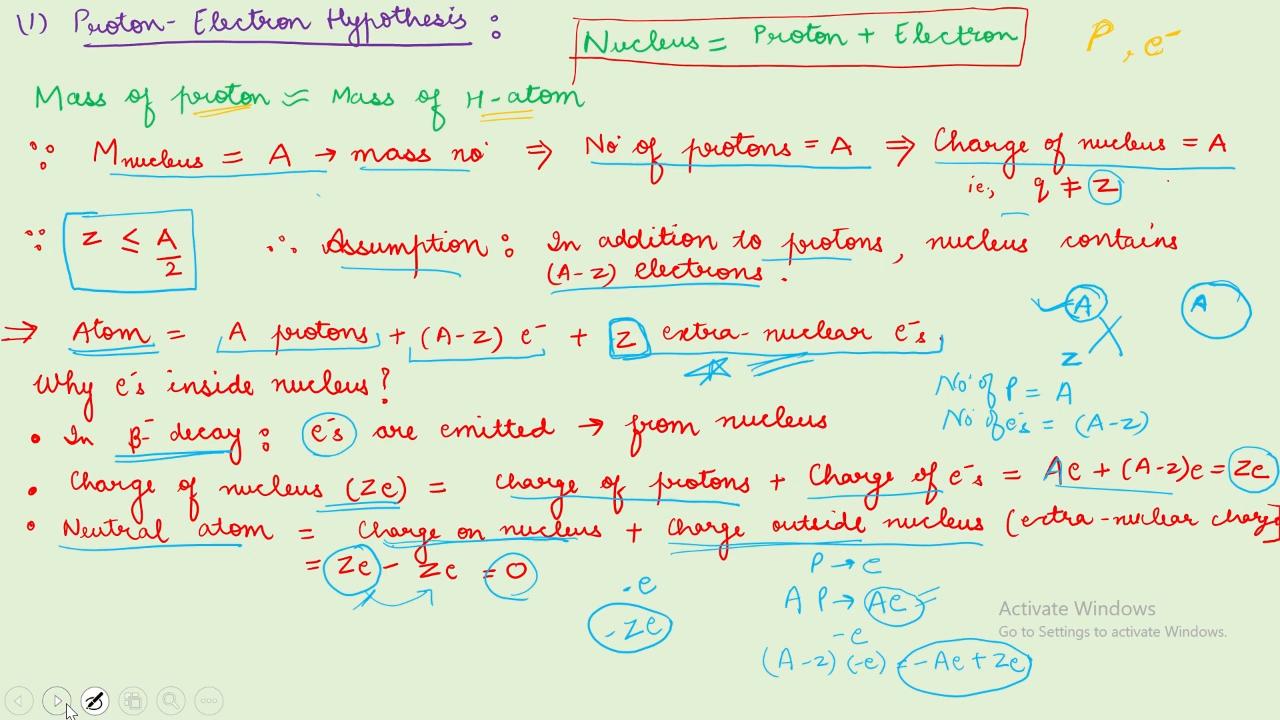 (1) Proton-Electron Hypothesis :
Nucleus = Proton + Electron
P, e⁻
Mass of proton ≈ Mass of H-atom
∵ Mnucleus = A → mass no· ⇒ No· of protons = A ⇒ Charge of nucleus = A
ie., q ≠ Z
∵ Z ≤ A/2 ∴ Assumption : In addition to protons, nucleus contains
(A-Z) electrons.
A A
Z
⇒ Atom = A protons + (A-Z) e⁻ + Z extra-nuclear e⁻s.
Why e⁻s inside nucleus?
No· of P = A
No· of e⁻s = (A-Z)
• In β⁻ decay : e⁻s are emitted → from nucleus
• Charge of nucleus (Ze) = Charge of protons + Charge of e⁻s = Ae + (A-Z)e = Ze
• Neutral atom = Charge on nucleus + Charge outside nucleus (extra-nuclear charge)
= Ze - Ze = 0
P → e
-e
A P → Ae
-Ze
-e
(A-Z) (-e) = -Ae + Ze
Activate Windows
Go to Settings to activate Windows.